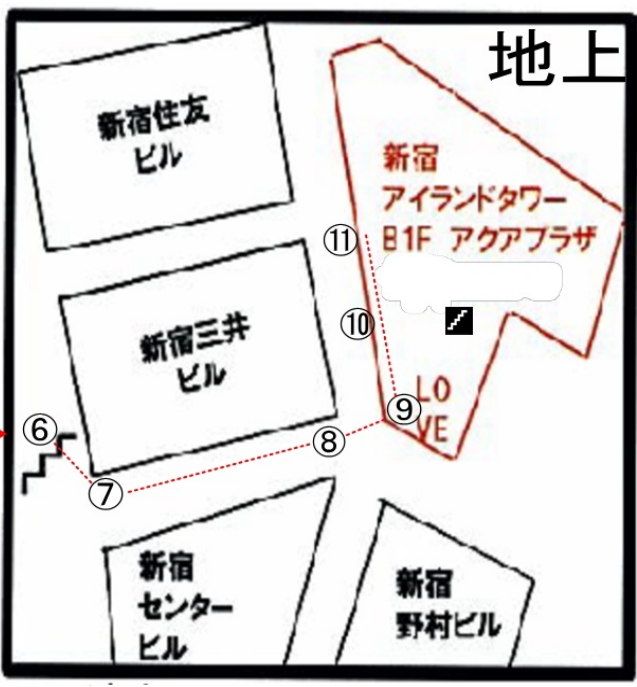 地上
新宿住友
ビル
新宿
アイランドタワー
B1F アクアプラザ
⑪
新宿三井
ビル
⑩
LO
VE
⑨
⑥
⑧
⑦
新宿
センター
ビル
新宿
野村ビル